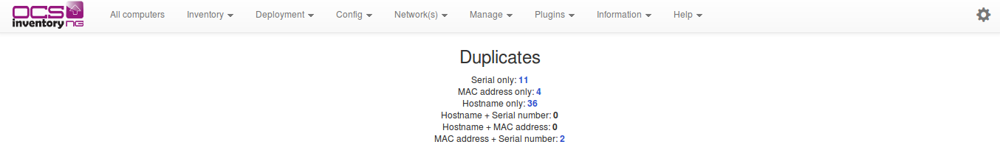 OCS inventory NG
All computers Inventory Deployment Config Network(s) Manage Plugins Information Help
Duplicates
Serial only: 11
MAC address only: 4
Hostname only: 36
Hostname + Serial number: 0
Hostname + MAC address: 0
MAC address + Serial number: 2